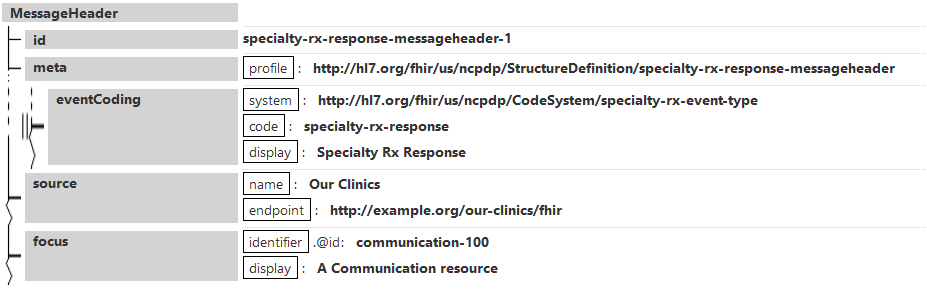 MessageHeader
id specialty-rx-response-messageheader-1
meta profile : http://hl7.org/fhir/us/ncpdp/StructureDefinition/specialty-rx-response-messageheader
eventCoding system : http://hl7.org/fhir/us/ncpdp/CodeSystem/specialty-rx-event-type
code : specialty-rx-response
display : Specialty Rx Response
source name : Our Clinics
endpoint : http://example.org/our-clinics/fhir
focus identifier .@id: communication-100
display : A Communication resource